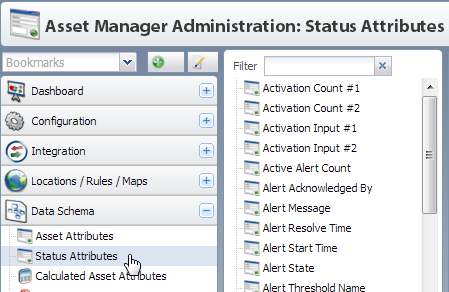 Asset Manager Administration: Status Attributes
Bookmarks
Dashboard
Configuration
Integration
Locations / Rules / Maps
Data Schema
Asset Attributes
Status Attributes
Calculated Asset Attributes
Filter
Activation Count #1
Activation Count #2
Activation Input #1
Activation Input #2
Active Alert Count
Alert Acknowledged By
Alert Message
Alert Resolve Time
Alert Start Time
Alert State
Alert Threshold Name